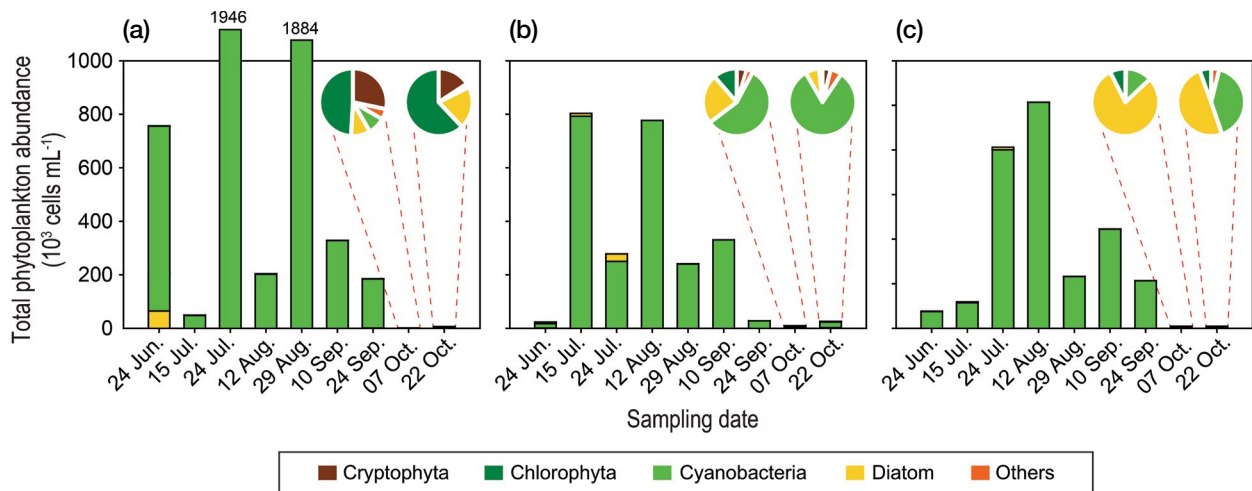 (a)
1946
1884
(b)
(c)
Total phytoplankton abundance
(10³ cells mL⁻¹)
1000
800
600
400
200
0
24 Jun.
15 Jul.
24 Jul.
12 Aug.
29 Aug.
10 Sep.
24 Sep.
07 Oct.
22 Oct.
24 Jun.
15 Jul.
24 Jul.
12 Aug.
29 Aug.
10 Sep.
24 Sep.
07 Oct.
22 Oct.
24 Jun.
15 Jul.
24 Jul.
12 Aug.
29 Aug.
10 Sep.
24 Sep.
07 Oct.
22 Oct.
Sampling date
Cryptophyta
Chlorophyta
Cyanobacteria
Diatom
Others